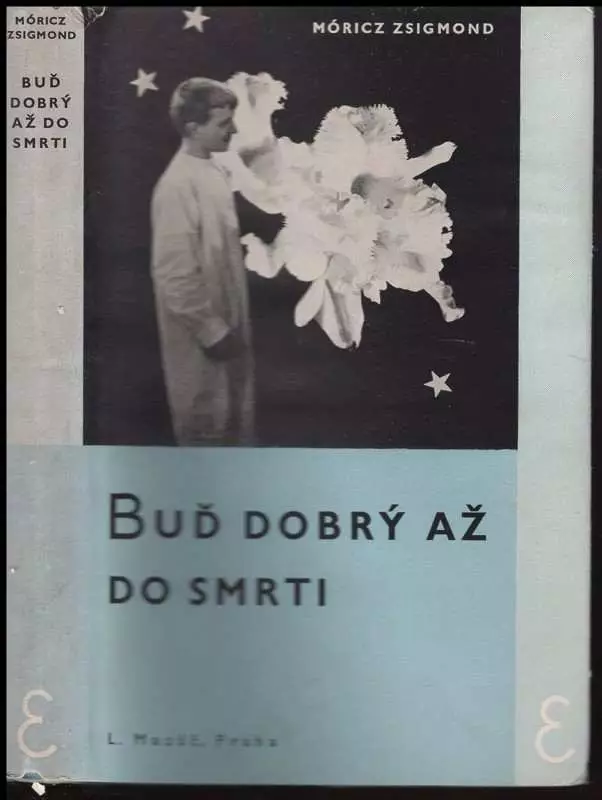 MÓRICZ
ZSIGMOND
BUĎ
DOBRÝ
AŽ DO
SMRTI
MÓRICZ ZSIGMOND
BUĎ DOBRÝ AŽ
DO SMRTI
L. Mazáč, Praha